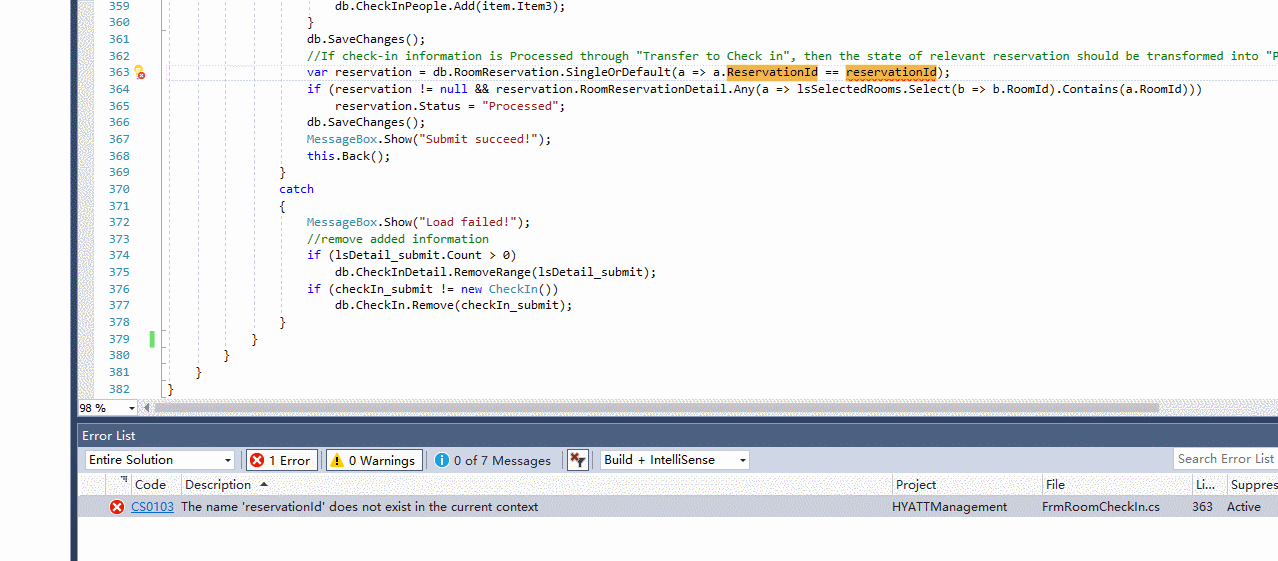 359 db.CheckInPeople.Add(item.Item3);
360 }
361 db.SaveChanges();
362 //If check-in information is Processed through "Transfer to Check in", then the state of relevant reservation should be transformed into "P
363 var reservation = db.RoomReservation.SingleOrDefault(a => a.ReservationId == reservationId);
364 if (reservation != null && reservation.RoomReservationDetail.Any(a => lsSelectedRooms.Select(b => b.RoomId).Contains(a.RoomId)))
365 reservation.Status = "Processed";
366 db.SaveChanges();
367 MessageBox.Show("Submit succeed!");
368 this.Back();
369 }
370 catch
371 {
372 MessageBox.Show("Load failed!");
373 //remove added information
374 if (lsDetail_submit.Count > 0)
375 db.CheckInDetail.RemoveRange(lsDetail_submit);
376 if (checkIn_submit != new CheckIn())
377 db.CheckIn.Remove(checkIn_submit);
378 }
379 }
380 }
381 }
382 }
98 %
Error List
Entire Solution 1 Error 0 Warnings 0 of 7 Messages Build + IntelliSense Search Error List
Code Description Project File Li... Suppres
CS0103 The name 'reservationId' does not exist in the current context HYATTManagement FrmRoomCheckIn.cs 363 Active